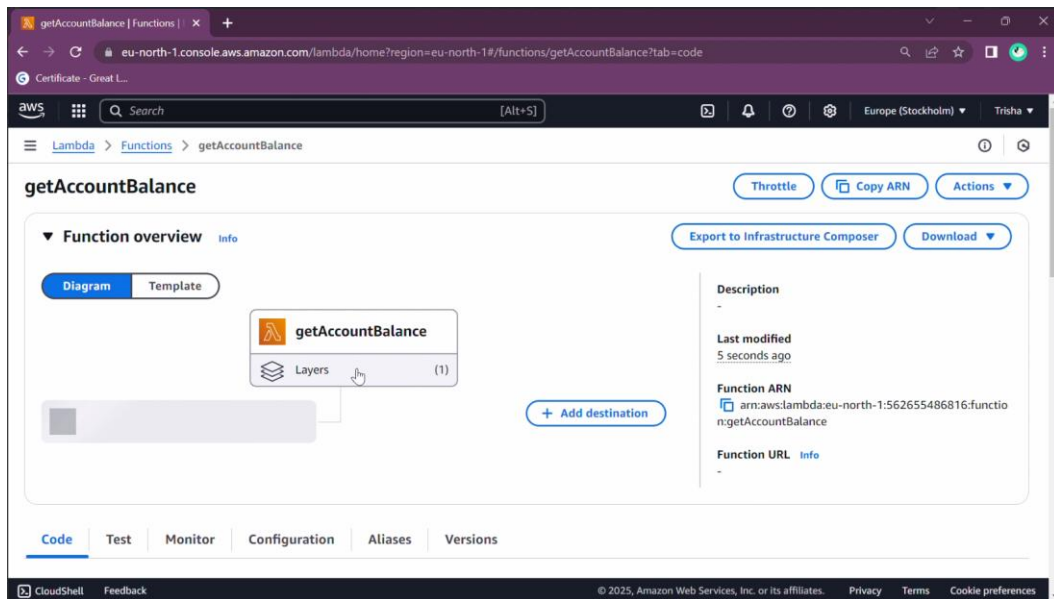 getAccountBalance | Functions |
eu-north-1.console.aws.amazon.com/lambda/home?region=eu-north-1#/functions/getAccountBalance?tab=code
Certificate - Great L...
aws
Search
[Alt+S]
Europe (Stockholm) ▼
Trisha ▼
Lambda > Functions > getAccountBalance
getAccountBalance
Throttle
Copy ARN
Actions ▼
▼ Function overview Info
Export to Infrastructure Composer
Download ▼
Diagram
Template
getAccountBalance
Layers (1)
+ Add destination
Description
-
Last modified
5 seconds ago
Function ARN
arn:aws:lambda:eu-north-1:562655486816:functio
n:getAccountBalance
Function URL Info
-
Code Test Monitor Configuration Aliases Versions
CloudShell Feedback
© 2025, Amazon Web Services, Inc. or its affiliates. Privacy Terms Cookie preferences